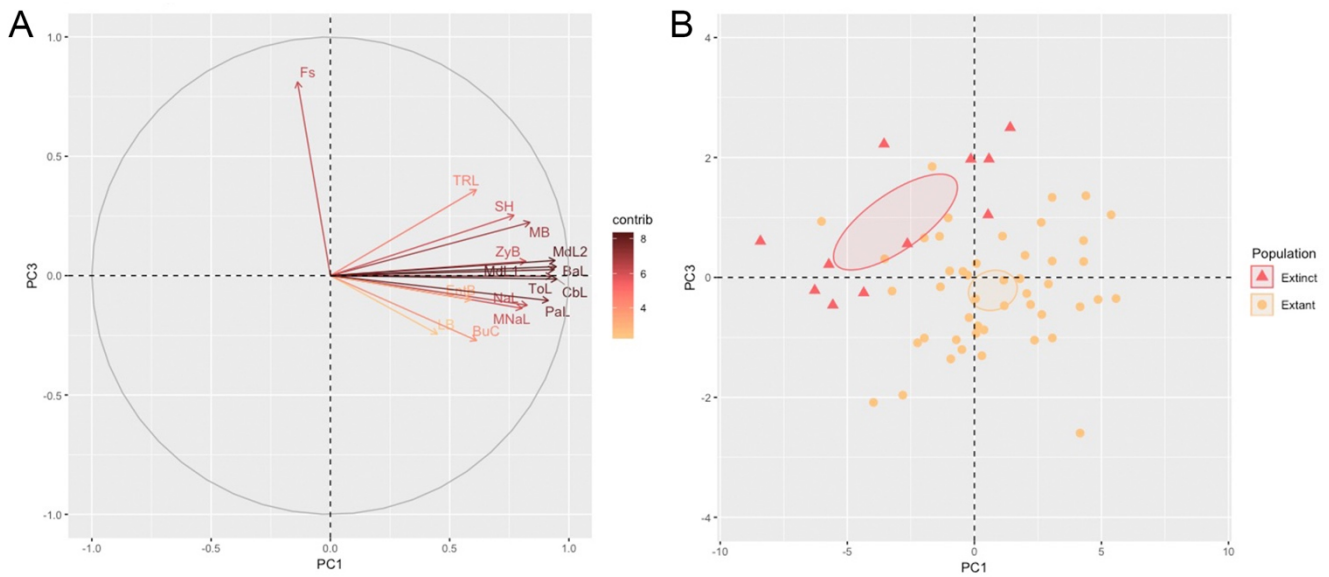 A
1.0
0.5
0.0
-0.5
-1.0
PC3
-1.0
-0.5
0.0
0.5
1.0
PC1
Fs
TRL
SH
MB
ZyB
MdL2
MdL1
BaL
ToL
CbL
NaL
PaL
MNaL
LB
BuC
contrib
8
6
4
B
4
2
0
-2
-4
PC3
-10
-5
0
5
10
PC1
Population
Extinct
Extant